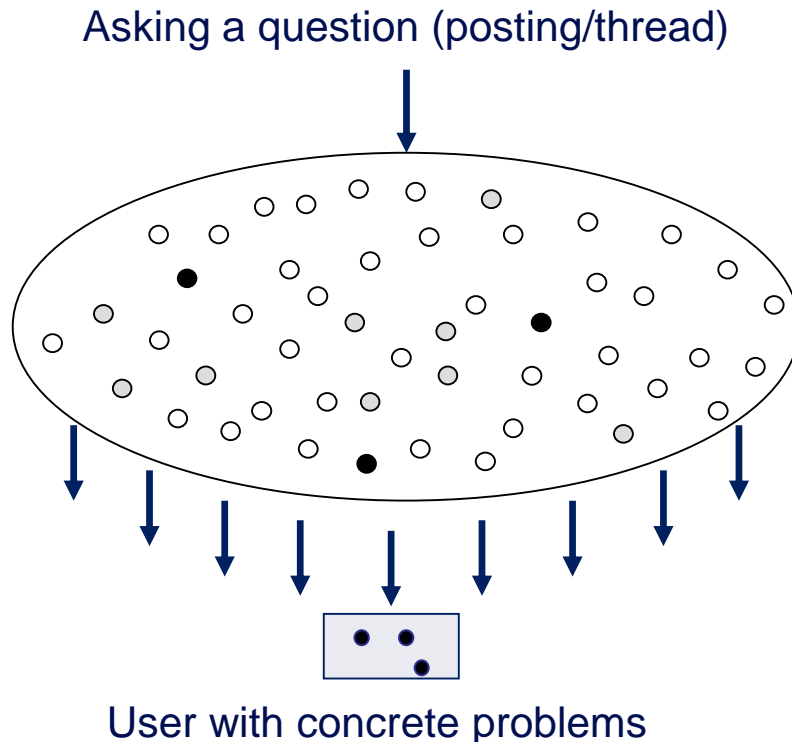 Asking a question (posting/thread)
User with concrete problems